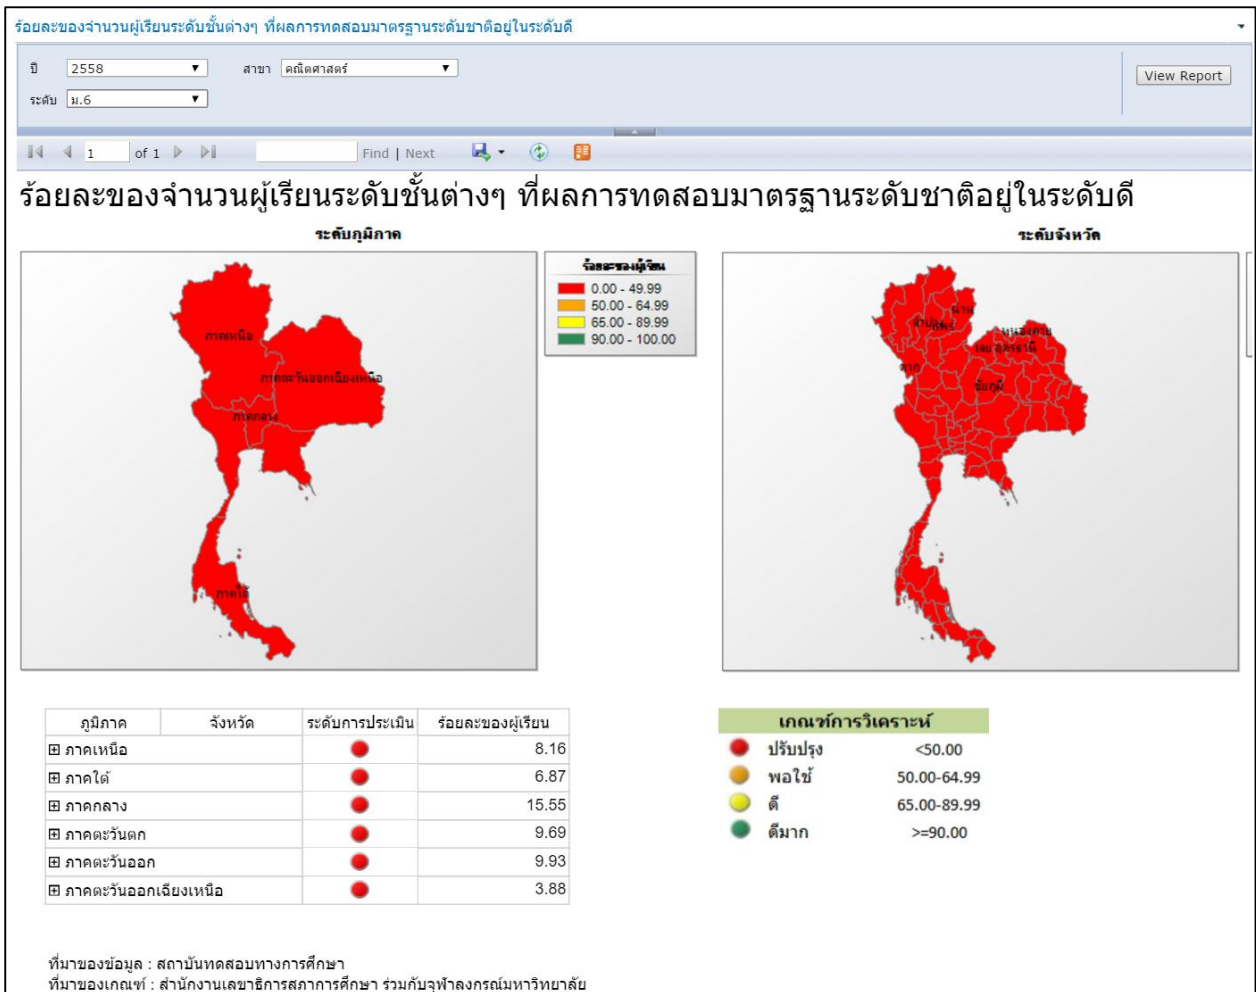 ร้อยละของจำนวนผู้เรียนระดับชั้นต่างๆ ที่ผลการทดสอบมาตรฐานระดับชาติอยู่ในระดับดี
ปี 2558 สาขา คณิตศาสตร์ View Report
ระดับ ม.6
1 of 1 Find | Next
ร้อยละของจำนวนผู้เรียนระดับชั้นต่างๆ ที่ผลการทดสอบมาตรฐานระดับชาติอยู่ในระดับดี
ระดับภูมิภาค
ภาคเหนือ
ภาคตะวันออกเฉียงเหนือ
ภาคกลาง
ภาคใต้
ร้อยละของผู้เรียน
0.00 - 49.99
50.00 - 64.99
65.00 - 89.99
90.00 - 100.00
ระดับจังหวัด
น่าน
ลำปาง แพร่
หนองคาย
เลย อุดรธานี
ตาก
ชัยภูมิ
ภูมิภาค จังหวัด ระดับการประเมิน ร้อยละของผู้เรียน
ภาคเหนือ 8.16
ภาคใต้ 6.87
ภาคกลาง 15.55
ภาคตะวันตก 9.69
ภาคตะวันออก 9.93
ภาคตะวันออกเฉียงเหนือ 3.88
เกณฑ์การวิเคราะห์
ปรับปรุง <50.00
พอใช้ 50.00-64.99
ดี 65.00-89.99
ดีมาก >=90.00
ที่มาของข้อมูล : สถาบันทดสอบทางการศึกษา
ที่มาของเกณฑ์ : สำนักงานเลขาธิการสภาการศึกษา ร่วมกับจุฬาลงกรณ์มหาวิทยาลัย